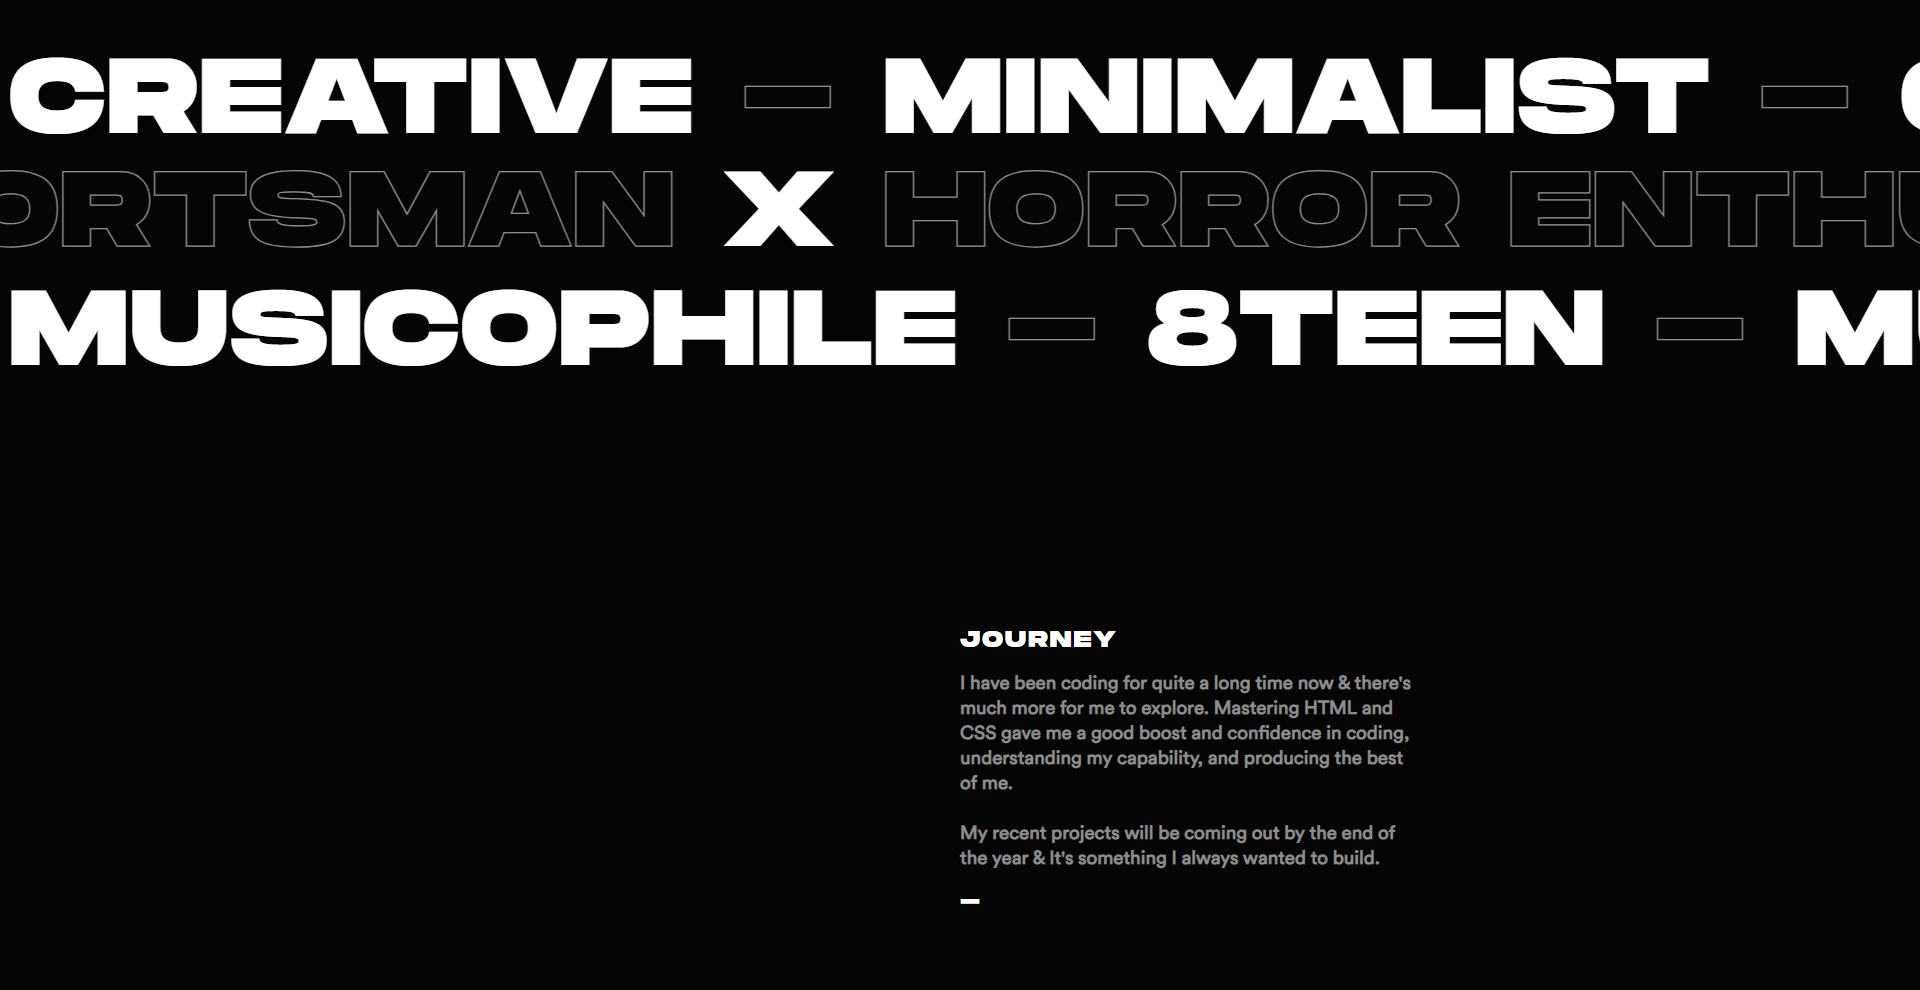 CREATIVE — MINIMALIST —
ORTSMAN X HORROR ENTHU
MUSICOPHILE — 8TEEN — M
JOURNEY
I have been coding for quite a long time now & there's
much more for me to explore. Mastering HTML and
CSS gave me a good boost and confidence in coding,
understanding my capability, and producing the best
of me.
My recent projects will be coming out by the end of
the year & It's something I always wanted to build.
—